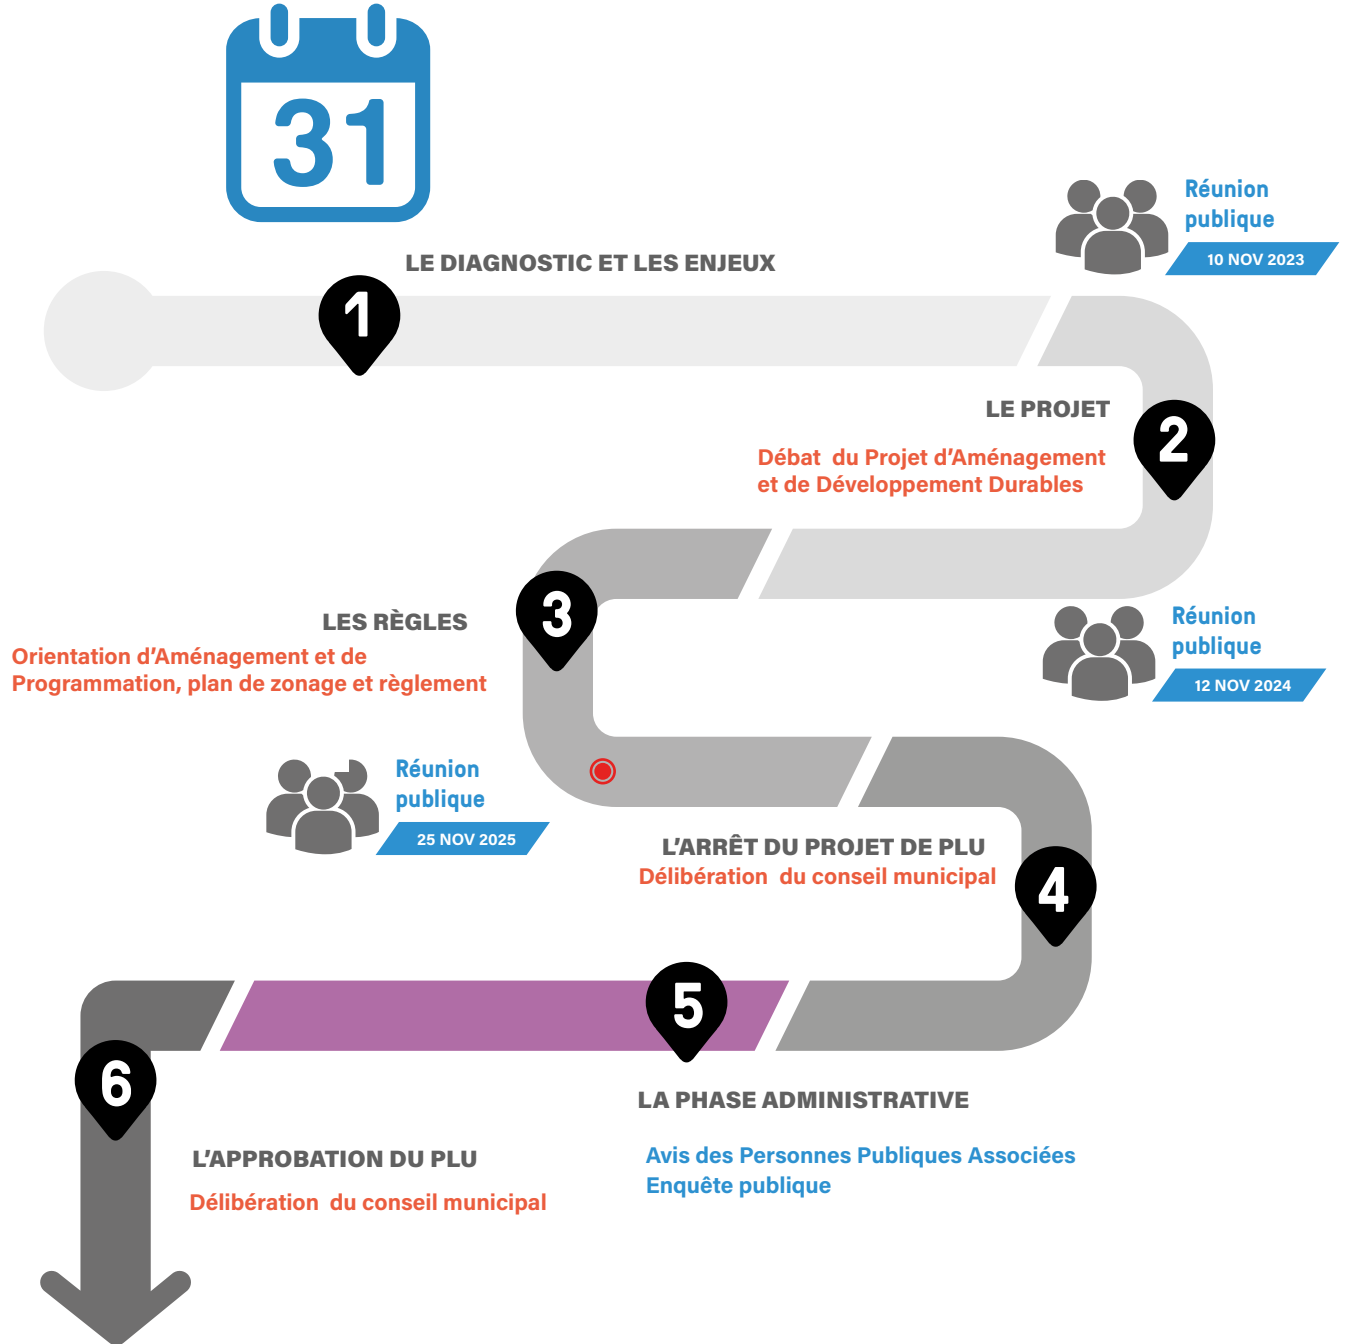 31
Réunion
publique
10 NOV 2023
LE DIAGNOSTIC ET LES ENJEUX
1
LE PROJET
2
Débat du Projet d'Aménagement
et de Développement Durables
3
LES RÈGLES
Orientation d'Aménagement et de
Programmation, plan de zonage et règlement
Réunion
publique
12 NOV 2024
Réunion
publique
25 NOV 2025
L'ARRÊT DU PROJET DE PLU
Délibération du conseil municipal
4
5
LA PHASE ADMINISTRATIVE
Avis des Personnes Publiques Associées
Enquête publique
6
L'APPROBATION DU PLU
Délibération du conseil municipal